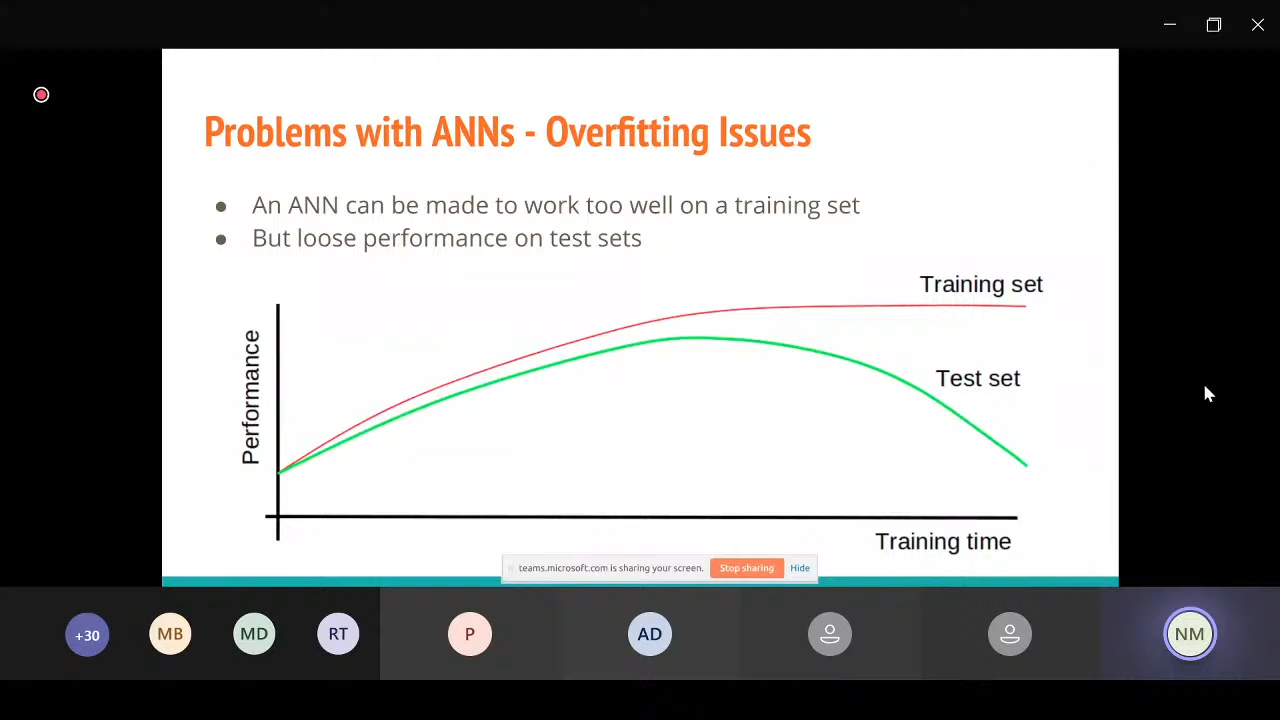 Problems with ANNs - Overfitting Issues
● An ANN can be made to work too well on a training set
● But loose performance on test sets
Training set
Performance
Test set
Training time
teams.microsoft.com is sharing your screen. Stop sharing Hide
+30 MB MD RT P AD NM